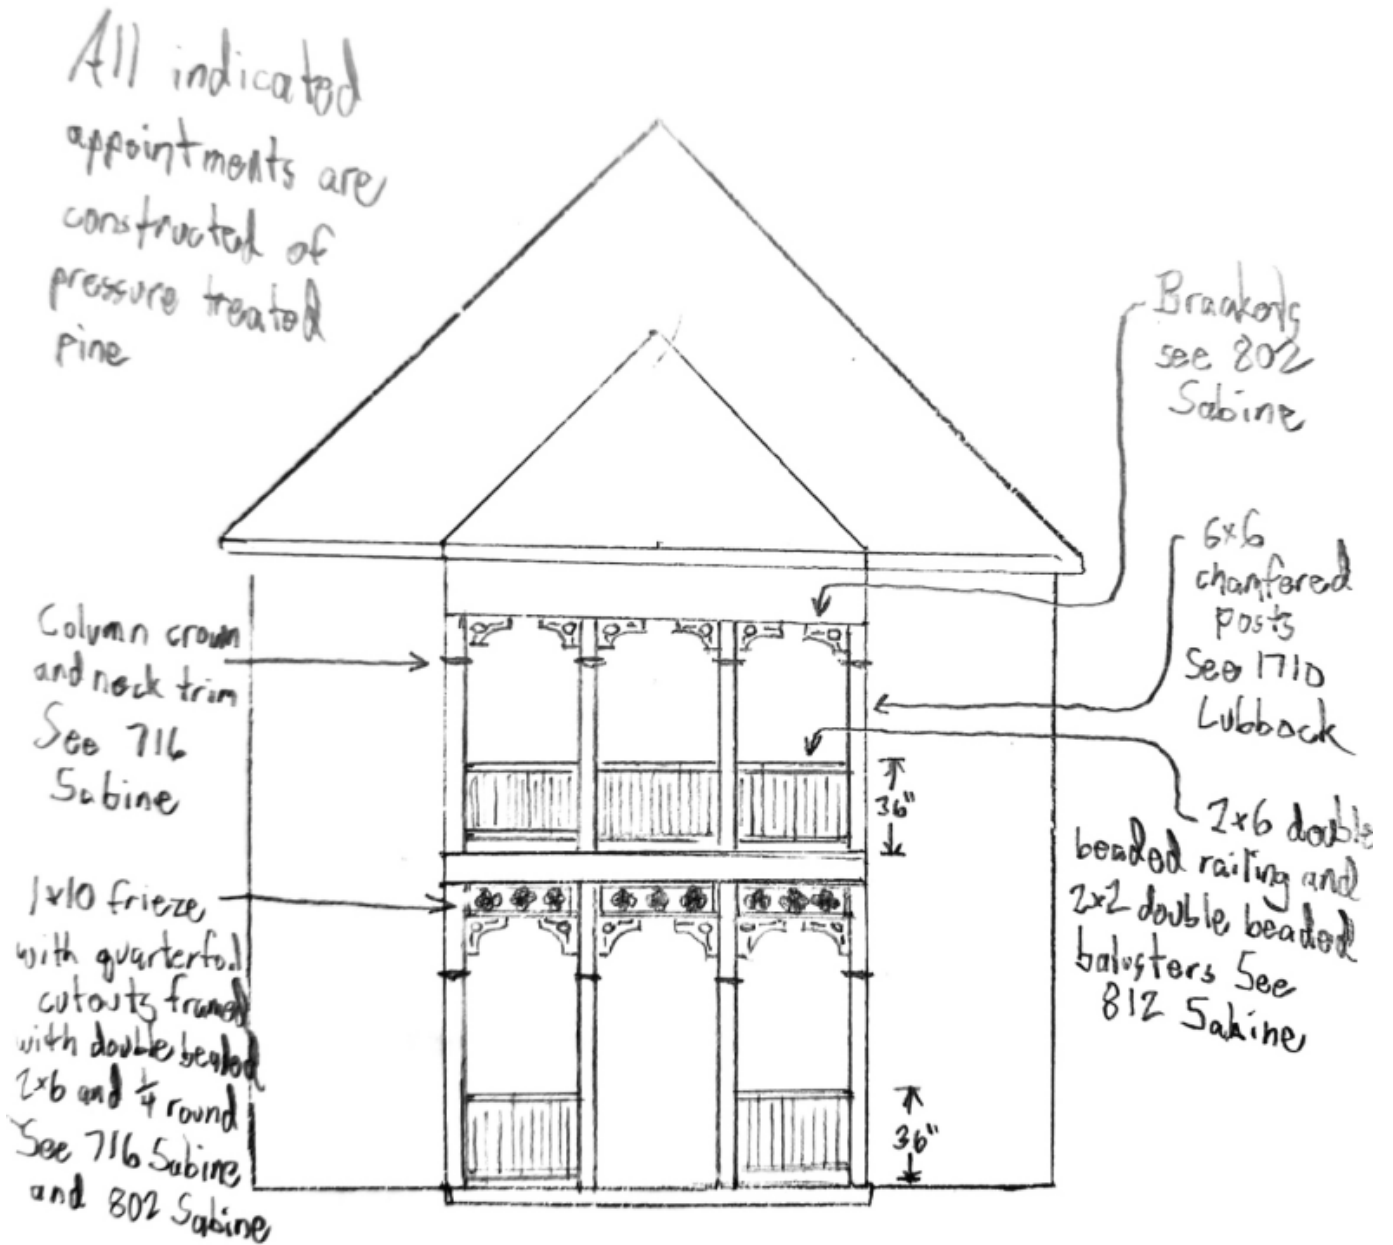 All indicated
appointments are
constructed of
pressure treated
pine
Brackets
see 802
Sabine
6x6
chamfered
posts
See 1710
Lubbock
Column crown
and neck trim
See 716
Sabine
36"
2x6 double
beaded railing and
2x2 double beaded
balusters See
812 Sabine
1x10 frieze
with quarterfoil
cutouts framed
with double beaded
2x6 and 1/4 round
See 716 Sabine
and 802 Sabine
36"